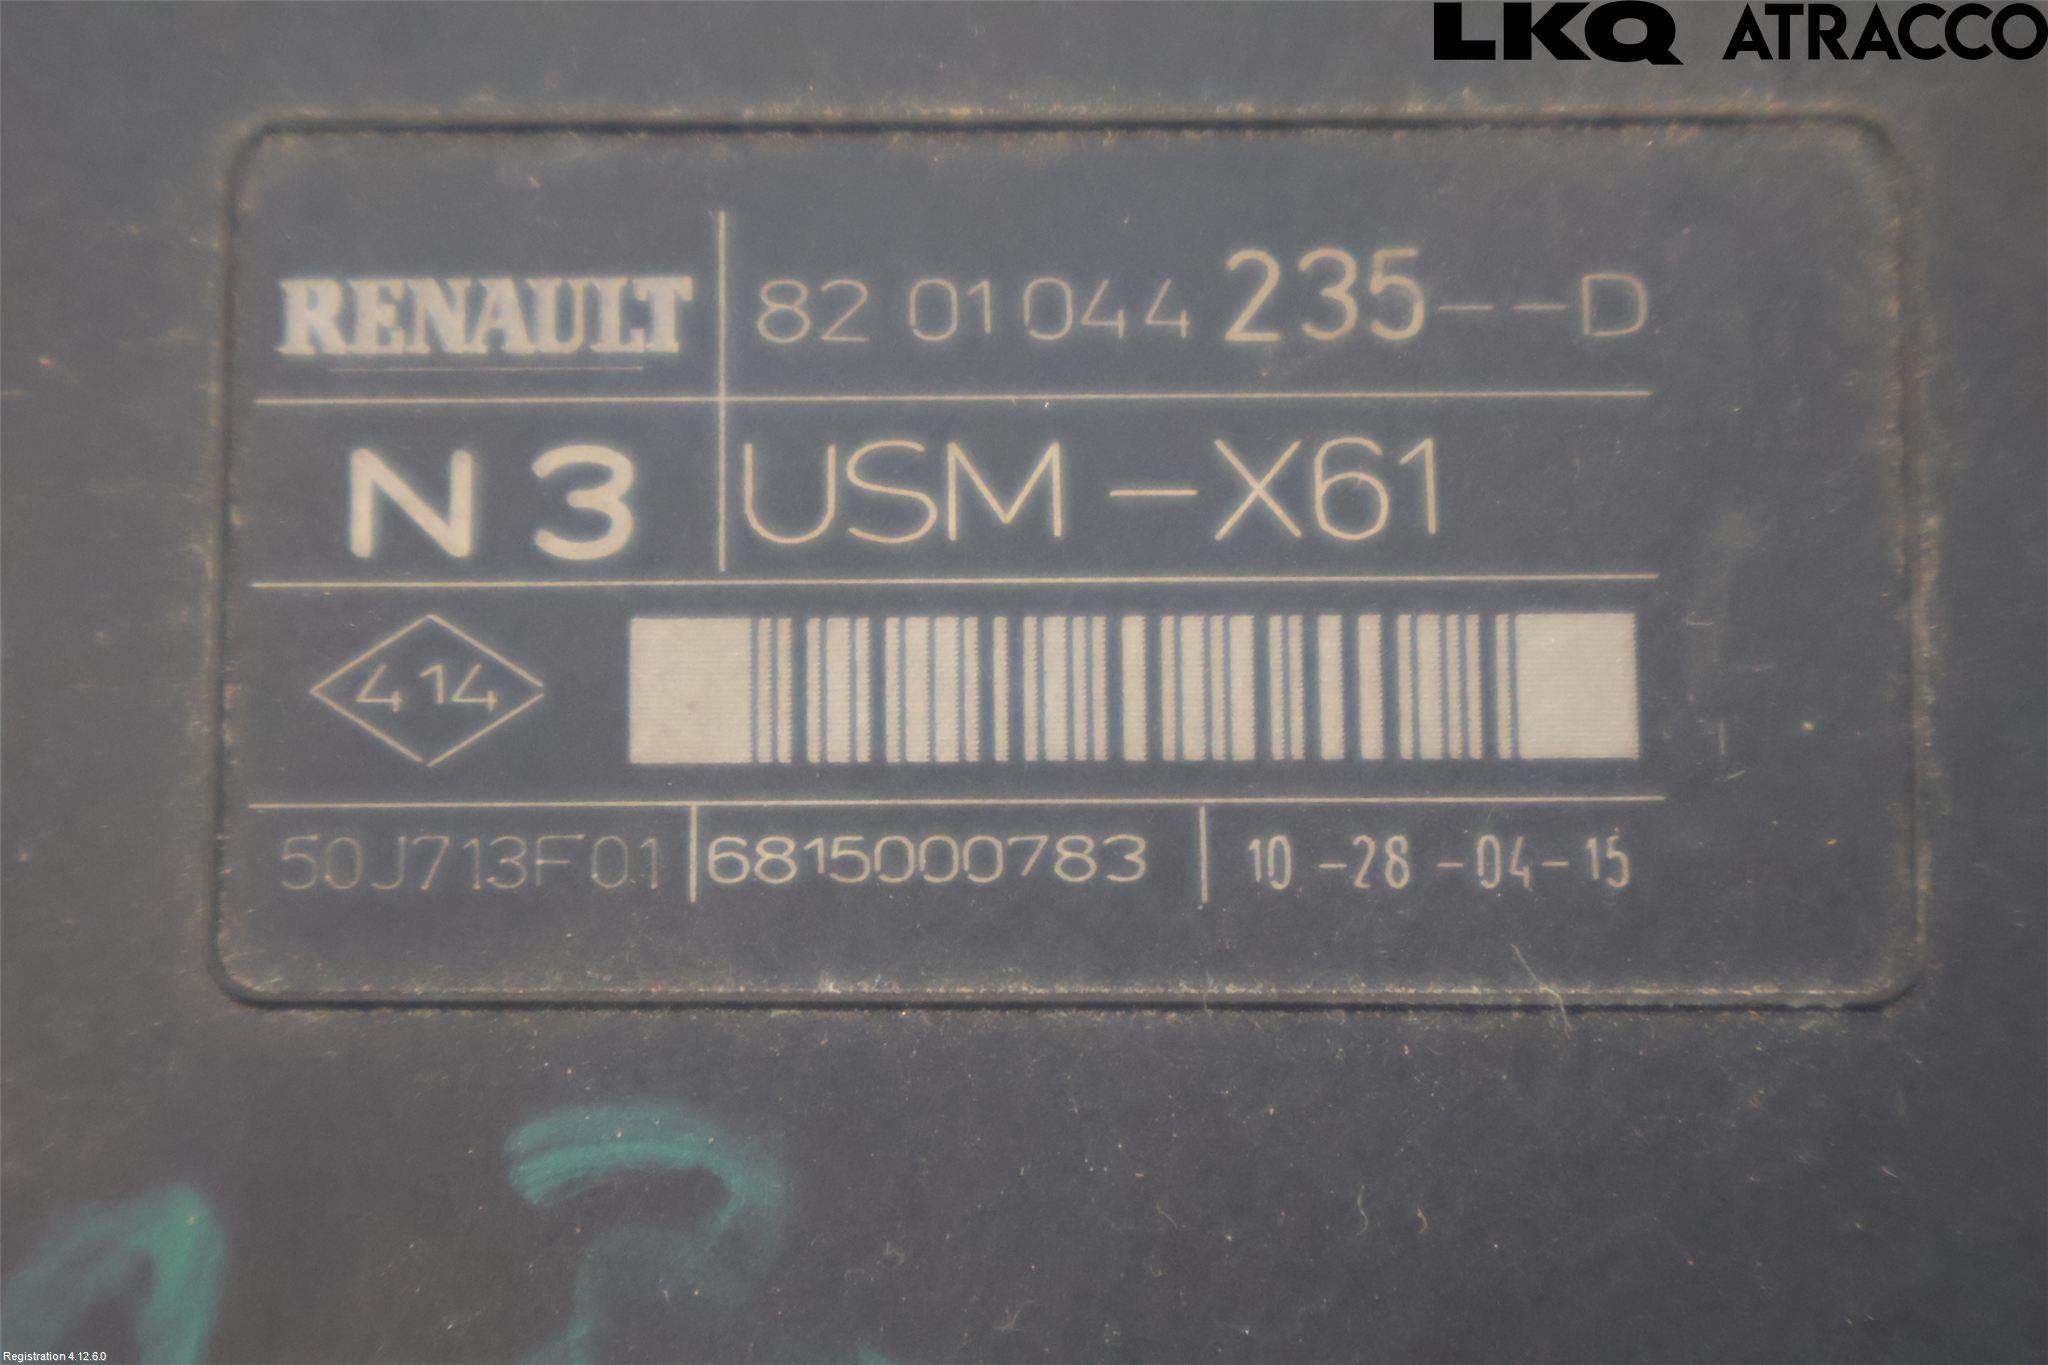 LKQ ATRACCO
RENAULT 82 01 044 235--D
N3 USM-X61
414
50J713F01 6815000783 10-28-04-15
Registration 4.12.6.0